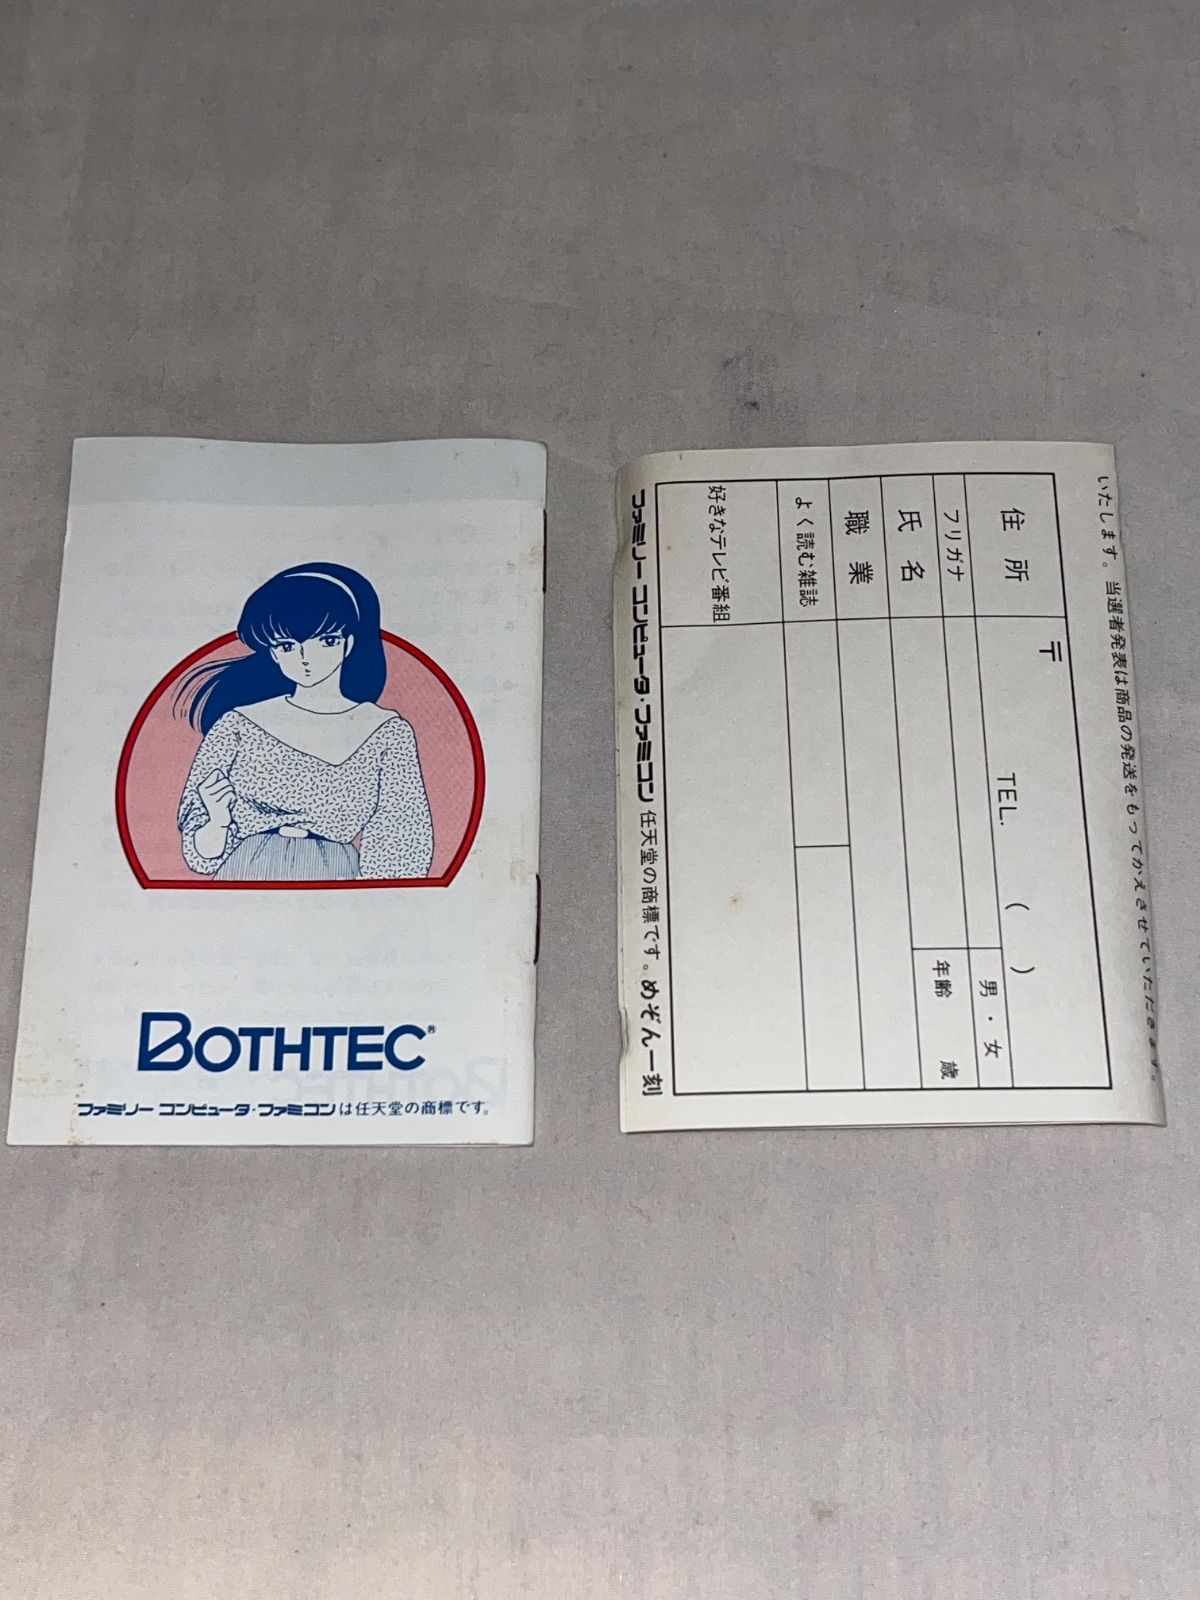 BOTHTEC®
ファミリー コンピュータ・ファミコンは任天堂の商標です。
いたします。当選者発表は商品の発送をもってかえさせていただきます。
住所
〒
TEL. ( )
フリガナ
男・女
氏名
年齢 歳
職業
よく読む雑誌
好きなテレビ番組
ファミリー コンピュータ・ファミコン 任天堂の商標です。めぞん一刻